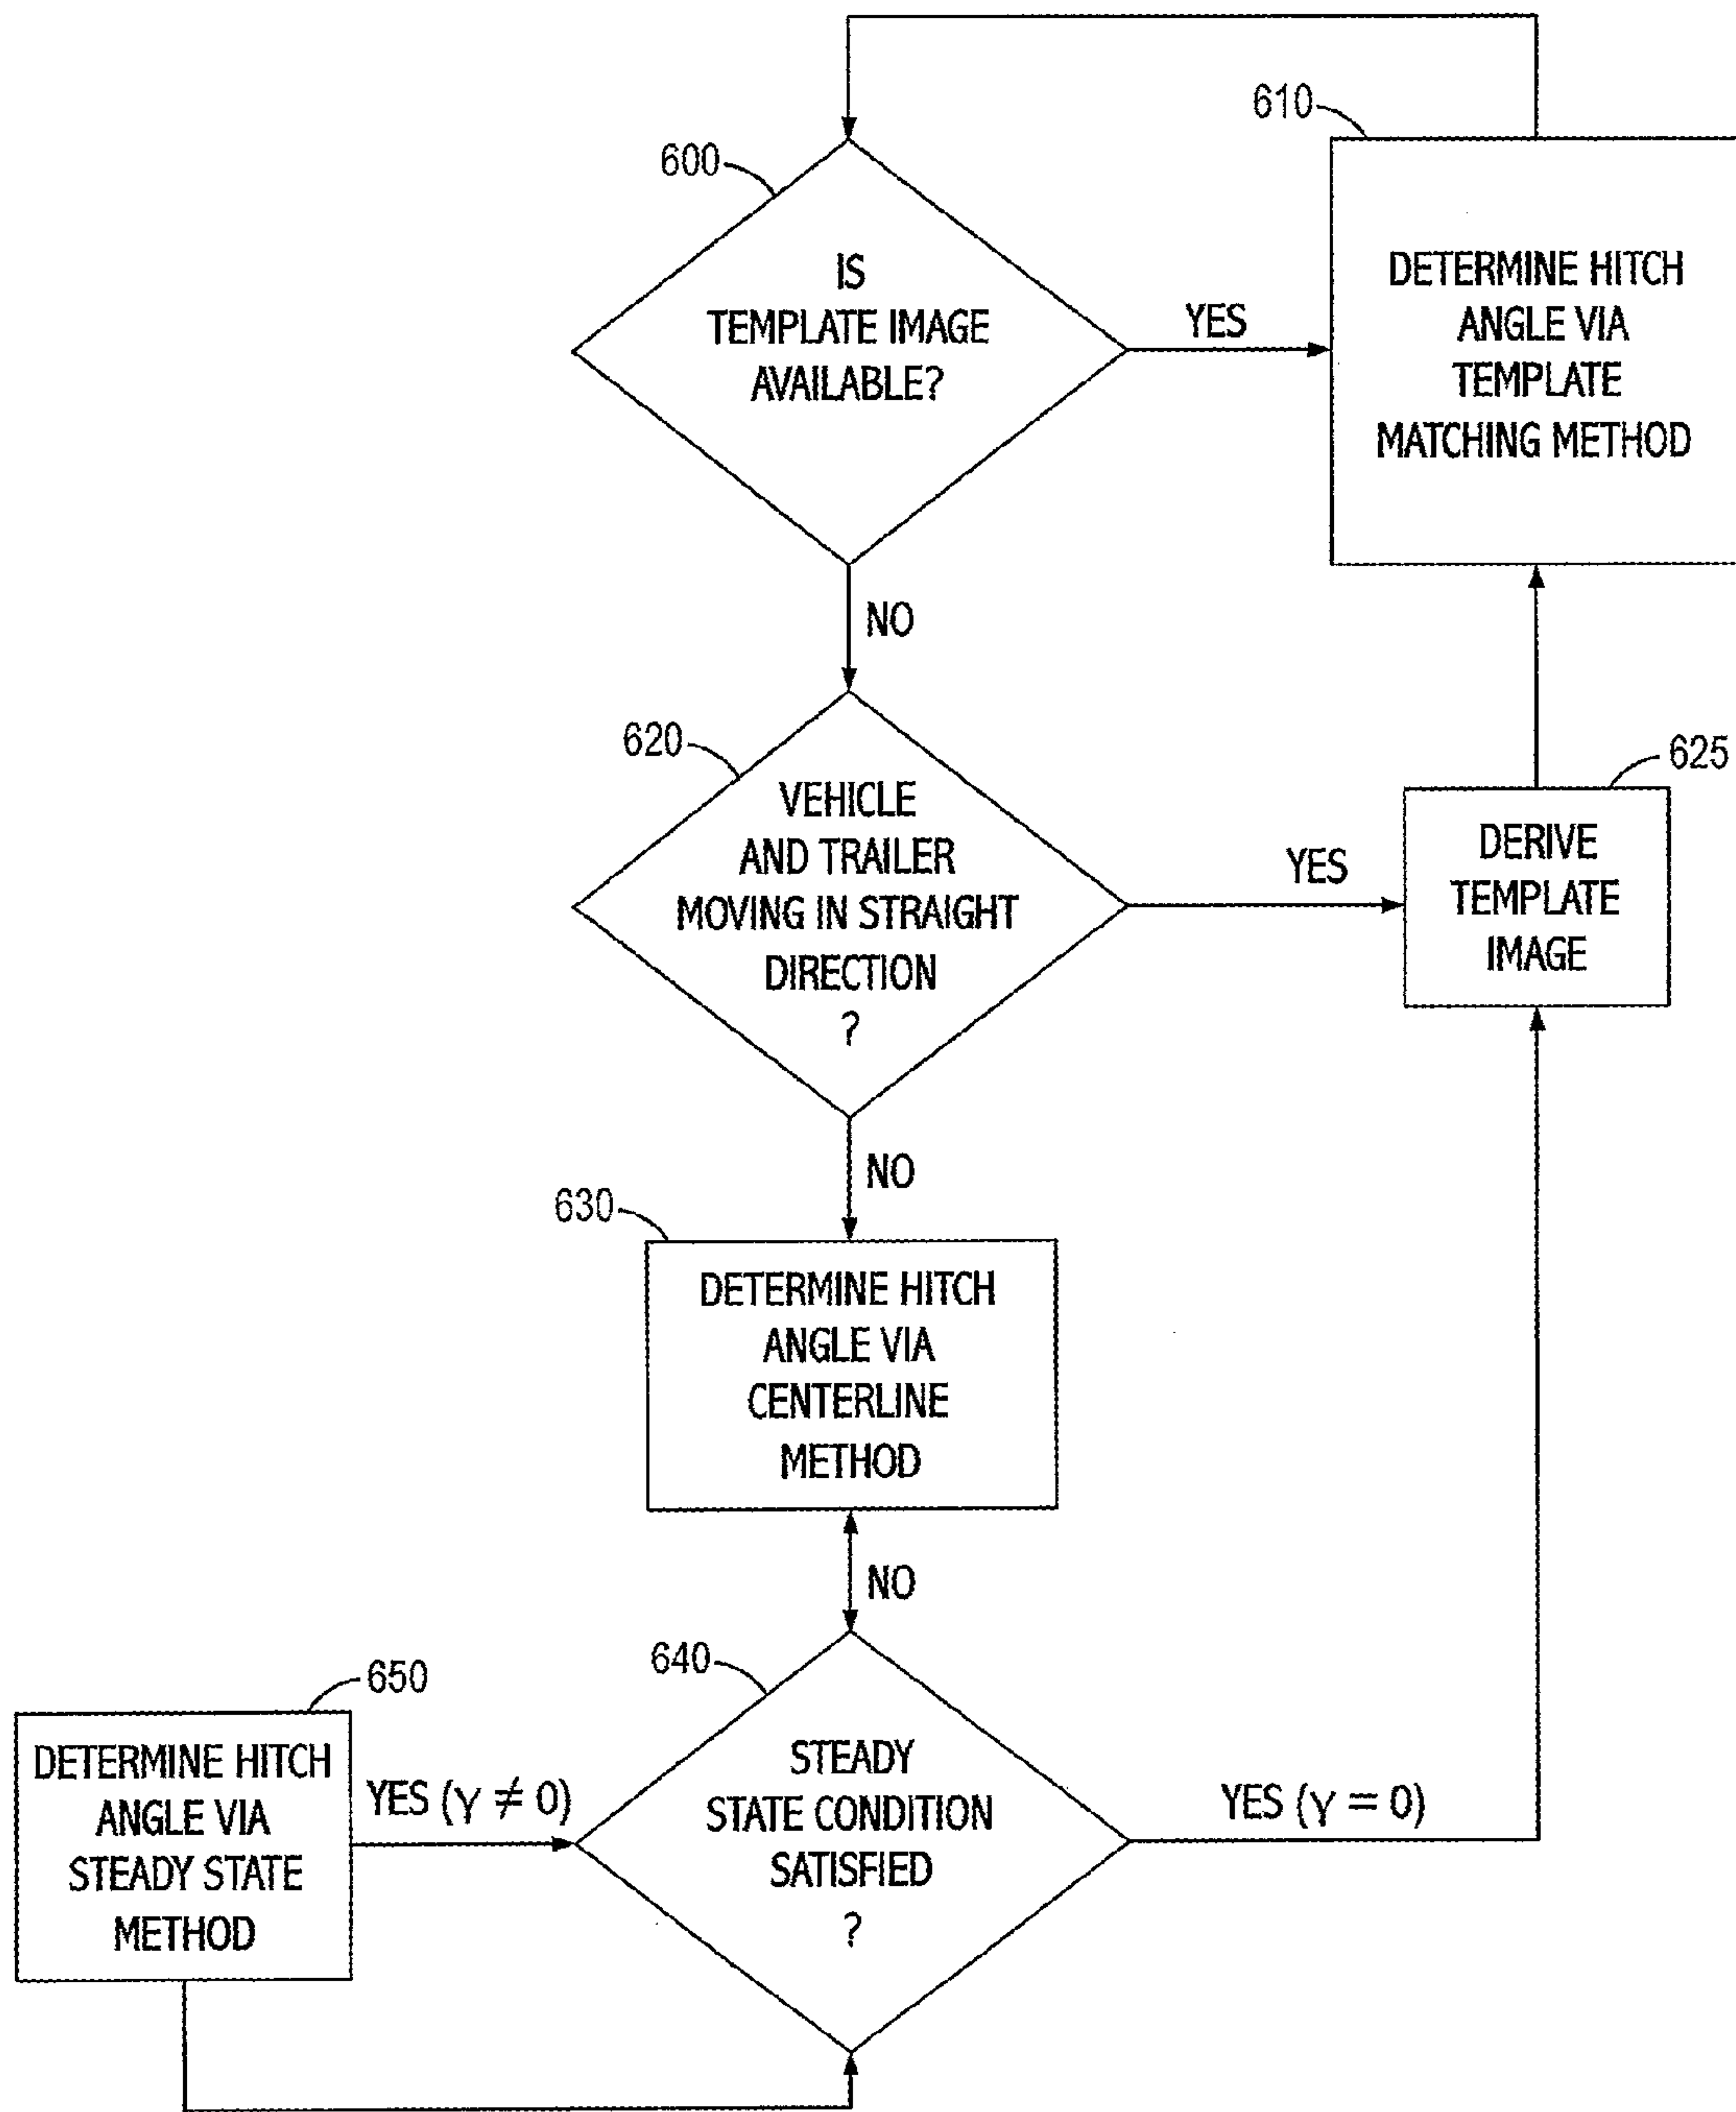 610
600
IS
TEMPLATE IMAGE
AVAILABLE?
YES
DETERMINE HITCH
ANGLE VIA
TEMPLATE
MATCHING METHOD
NO
620
VEHICLE
AND TRAILER
MOVING IN STRAIGHT
DIRECTION
?
YES
625
DERIVE
TEMPLATE
IMAGE
NO
630
DETERMINE HITCH
ANGLE VIA
CENTERLINE
METHOD
NO
640
650
DETERMINE HITCH
ANGLE VIA
STEADY STATE
METHOD
YES (γ ≠ 0)
STEADY
STATE CONDITION
SATISFIED
?
YES (γ = 0)